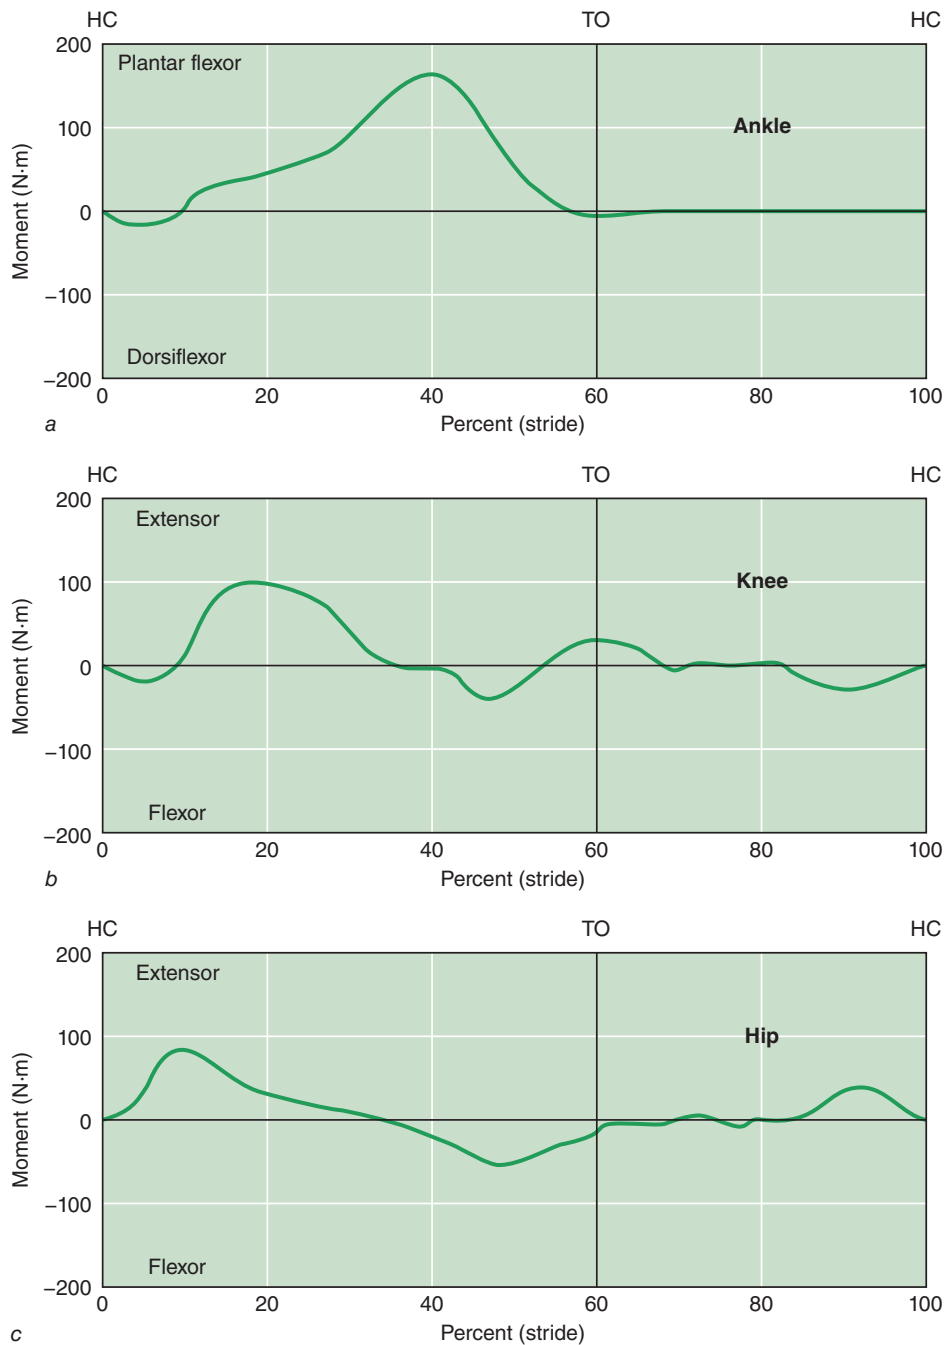 HC TO HC
200
Plantar flexor
100
Ankle
Moment (N·m)
0
−100
Dorsiflexor
−200
0 20 40 60 80 100
a
Percent (stride)
HC TO HC
200
Extensor
100
Knee
Moment (N·m)
0
−100
Flexor
−200
0 20 40 60 80 100
b
Percent (stride)
HC TO HC
200
Extensor
100
Hip
Moment (N·m)
0
−100
Flexor
−200
0 20 40 60 80 100
c
Percent (stride)